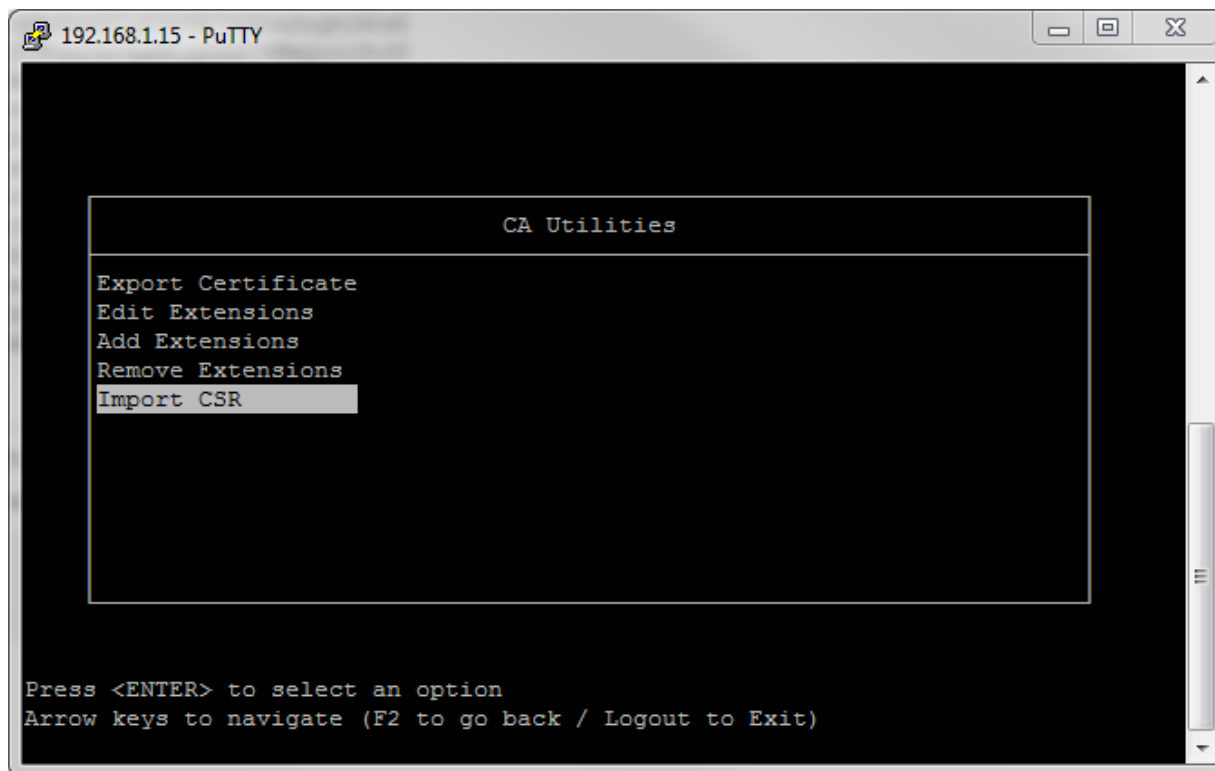 192.168.1.15 - PuTTY
CA Utilities
Export Certificate
Edit Extensions
Add Extensions
Remove Extensions
Import CSR
Press <ENTER> to select an option
Arrow keys to navigate (F2 to go back / Logout to Exit)